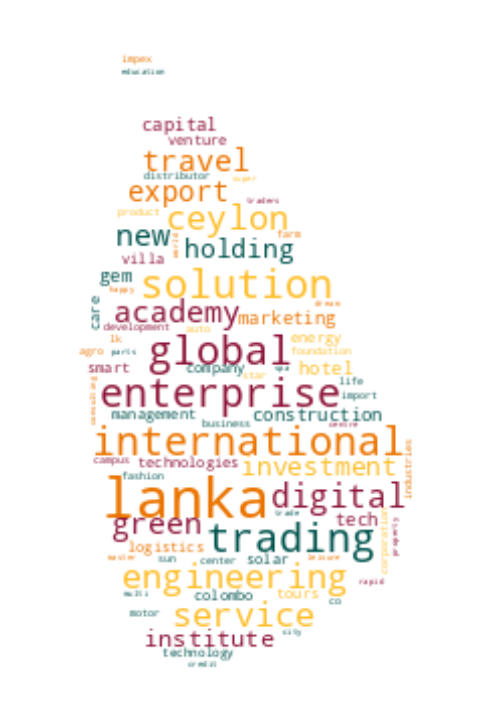 impex
education
capital
venture
travel
distributor
super
export
traders
product
ceylon
farm
new
world
holding
villa
gem
solution
happy
care
dream
academy
marketing
development
auto
lk
energy
global
agro
parts
foundation
smart
company
spa
hotel
star
life
enterprise
import
consulting
management
construction
business
centre
international
industries
campus
technologies
investment
fashion
lanka
digital
trade
green
tech
trading
property
corporation
logistics
master
sun
center
solar
leisure
engineering
rapid
multi
colombo
tours
co
motor
service
city
institute
technology
credit